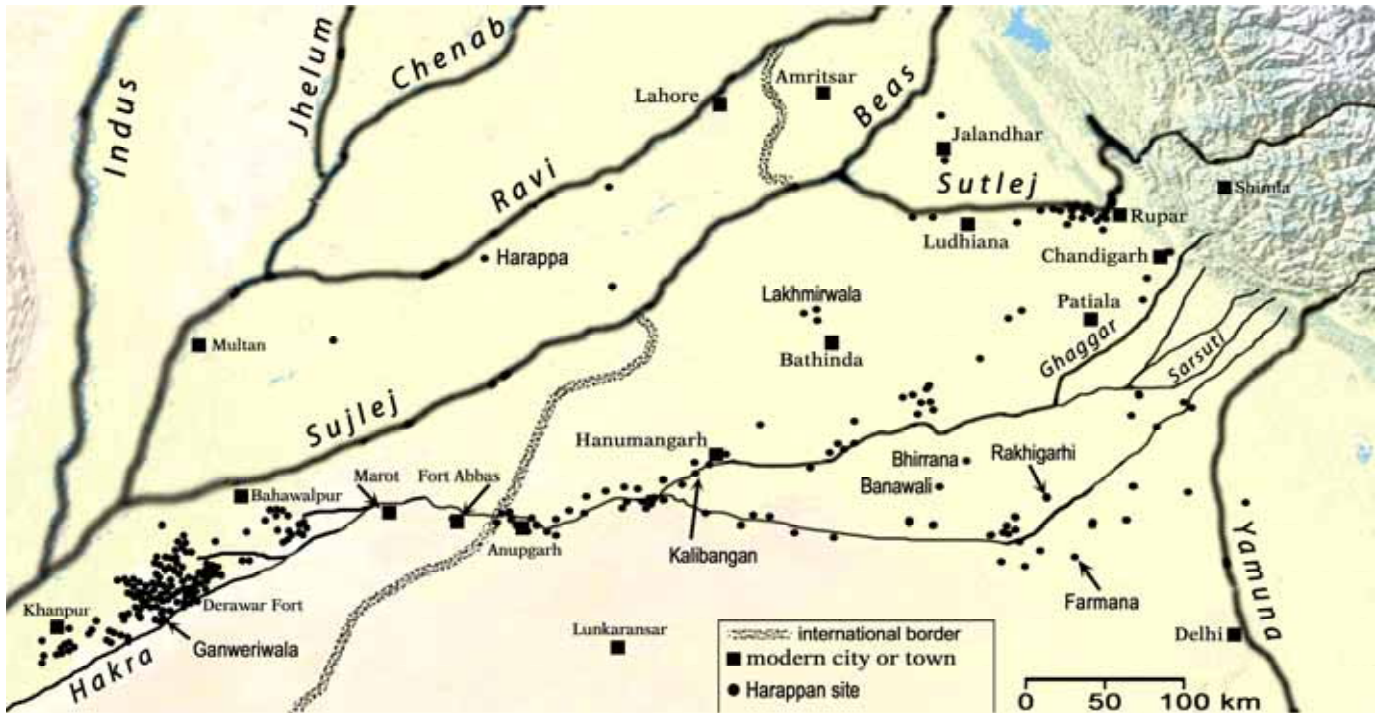 Indus
Jhelum
Chenab
Ravi
Lahore
Amritsar
Beas
Jalandhar
Sutlej
Shimla
Rupar
Ludhiana
Chandigarh
Harappa
Lakhmirwala
Patiala
Multan
Bathinda
Ghaggar
Sarsuti
Sujlej
Hanumangarh
Bhirrana
Rakhigarhi
Banawali
Marot
Fort Abbas
Bahawalpur
Anupgarh
Kalibangan
Yamuna
Farmana
Khanpur
Derawar Fort
Ganweriwala
Hakra
Lunkaransar
Delhi
international border
modern city or town
Harappan site
0 50 100 km